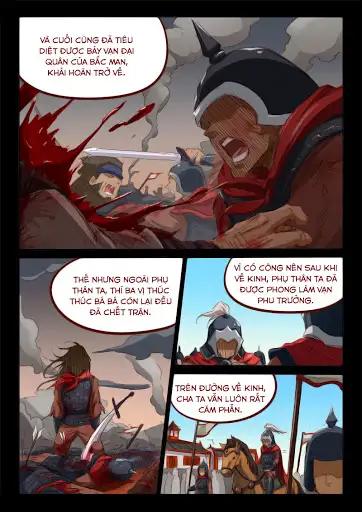 VÀ CUỐI CÙNG ĐÃ TIÊU
DIỆT ĐƯỢC BẢY VẠN ĐẠI
QUÂN CỦA BẮC MAN,
KHẢI HOÀN TRỞ VỀ.
THẾ NHƯNG NGOÀI PHỤ
THÂN TA, THÌ BA VỊ THÚC
THÚC BÁ BÁ CÒN LẠI ĐỀU
ĐÃ CHẾT TRẬN.
VÌ CÓ CÔNG NÊN SAU KHI
VỀ KINH, PHỤ THÂN TA ĐÃ
ĐƯỢC PHONG LÀM VẠN
PHU TRƯỞNG.
TRÊN ĐƯỜNG VỀ KINH,
CHA TA VẪN LUÔN RẤT
CĂM PHẪN.